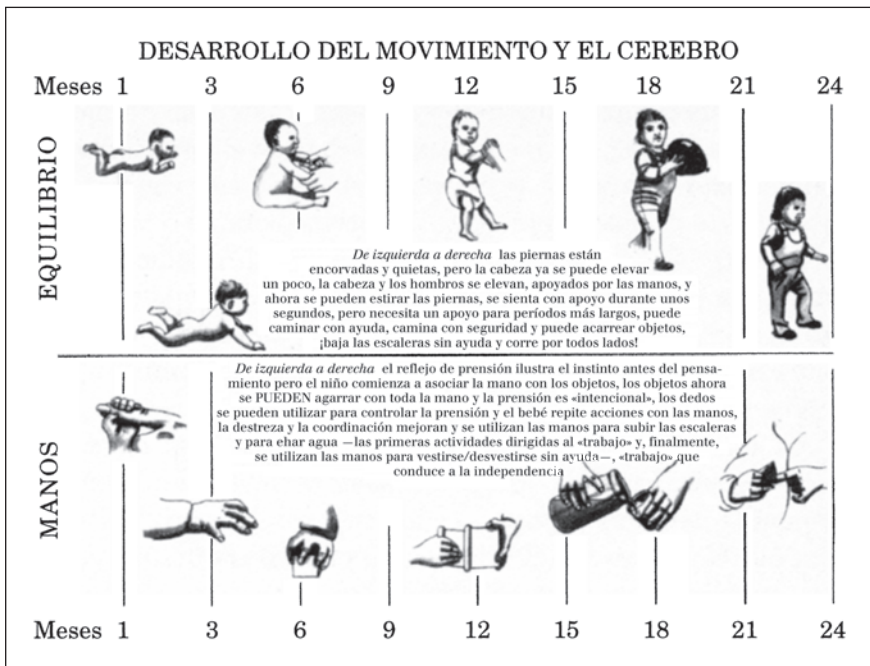 DESARROLLO DEL MOVIMIENTO Y EL CEREBRO
Meses 1 3 6 9 12 15 18 21 24
EQUILIBRIO
De izquierda a derecha las piernas están
encorvadas y quietas, pero la cabeza ya se puede elevar
un poco, la cabeza y los hombros se elevan, apoyados por las manos, y
ahora se pueden estirar las piernas, se sienta con apoyo durante unos
segundos, pero necesita un apoyo para períodos más largos, puede
caminar con ayuda, camina con seguridad y puede acarrear objetos,
¡baja las escaleras sin ayuda y corre por todos lados!
MANOS
De izquierda a derecha el reflejo de prensión ilustra el instinto antes del pensa-
miento pero el niño comienza a asociar la mano con los objetos, los objetos ahora
se PUEDEN agarrar con toda la mano y la prensión es «intencional», los dedos
se pueden utilizar para controlar la prensión y el bebé repite acciones con las manos,
la destreza y la coordinación mejoran y se utilizan las manos para subir las escaleras
y para ehar agua —las primeras actividades dirigidas al «trabajo» y, finalmente,
se utilizan las manos para vestirse/desvestirse sin ayuda—, «trabajo» que
conduce a la independencia
Meses 1 3 6 9 12 15 18 21 24